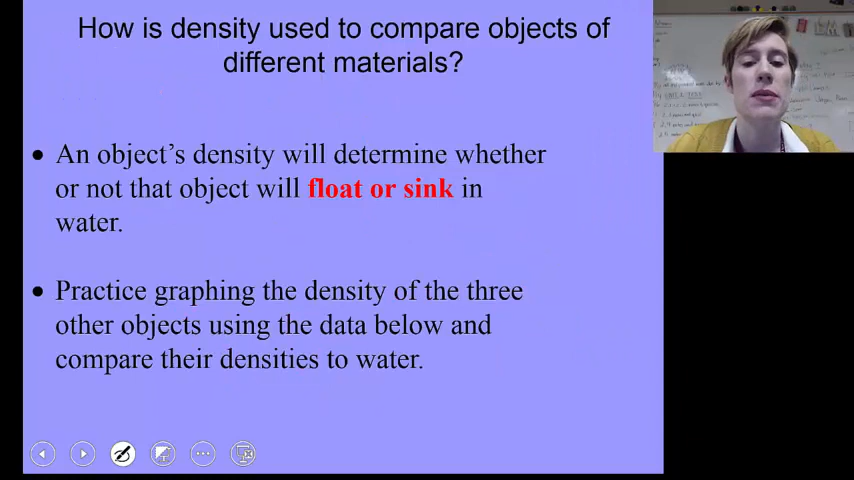 How is density used to compare objects of
different materials?
• An object's density will determine whether
or not that object will float or sink in
water.
• Practice graphing the density of the three
other objects using the data below and
compare their densities to water.